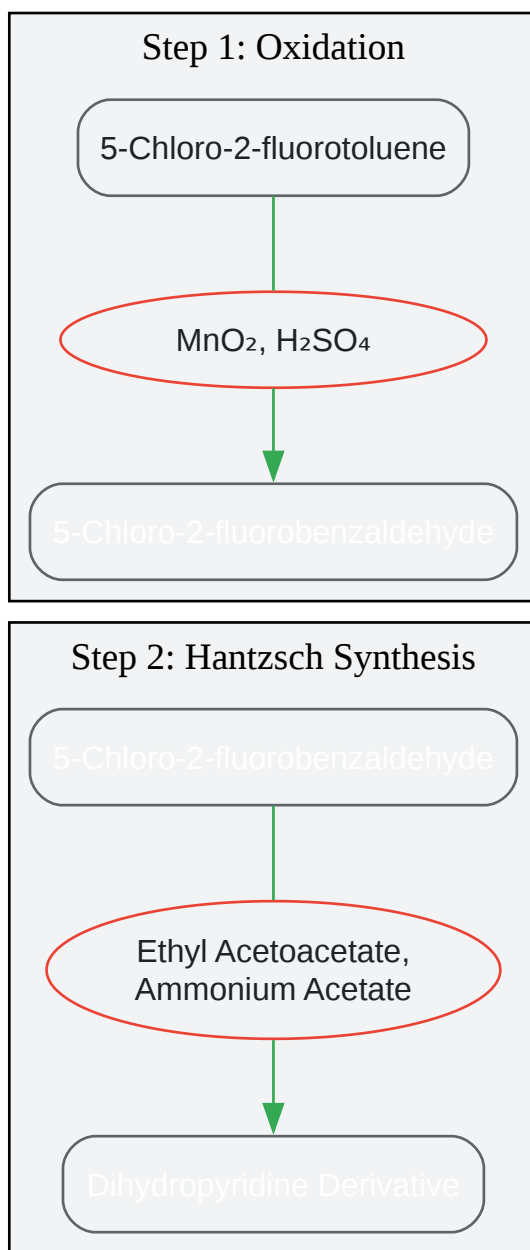 Step 1: Oxidation
5-Chloro-2-fluorotoluene
MnO₂, H₂SO₄
5-Chloro-2-fluorobenzaldehyde
Step 2: Hantzsch Synthesis
5-Chloro-2-fluorobenzaldehyde
Ethyl Acetoacetate,
Ammonium Acetate
Dihydropyridine Derivative